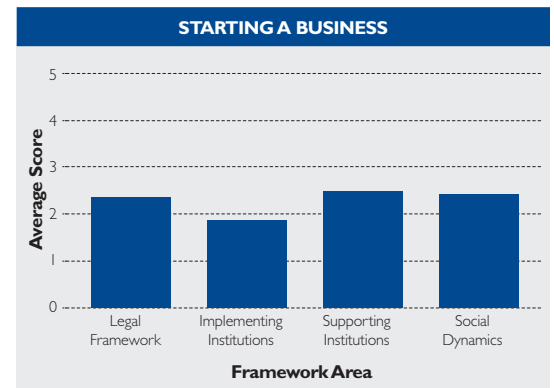 STARTING A BUSINESS
5
4
3
2
1
0
Average Score
Legal
Framework
Implementing
Institutions
Supporting
Institutions
Social
Dynamics
Framework Area